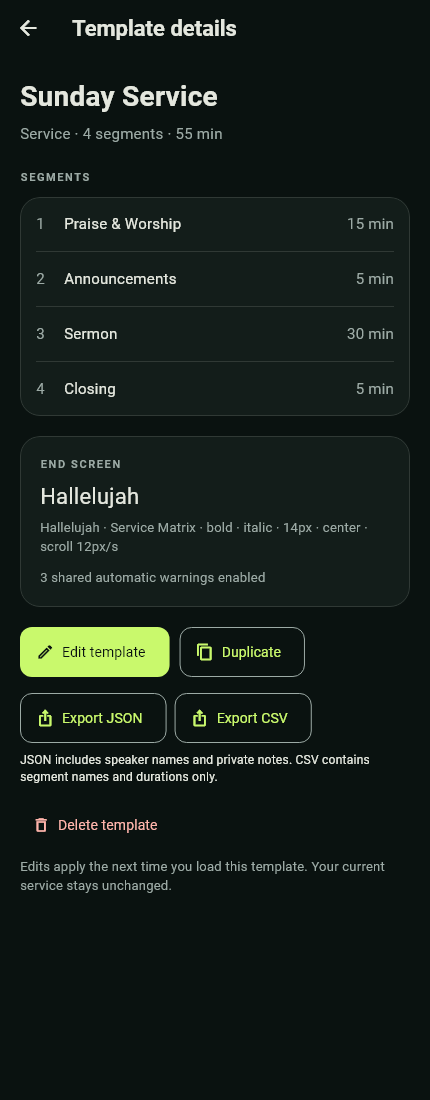 Template details
Sunday Service
Service · 4 segments · 55 min
SEGMENTS
1 Praise & Worship 15 min
2 Announcements 5 min
3 Sermon 30 min
4 Closing 5 min
END SCREEN
Hallelujah
Hallelujah · Service Matrix · bold · italic · 14px · center ·
scroll 12px/s
3 shared automatic warnings enabled
Edit template Duplicate
Export JSON Export CSV
JSON includes speaker names and private notes. CSV contains
segment names and durations only.
Delete template
Edits apply the next time you load this template. Your current
service stays unchanged.